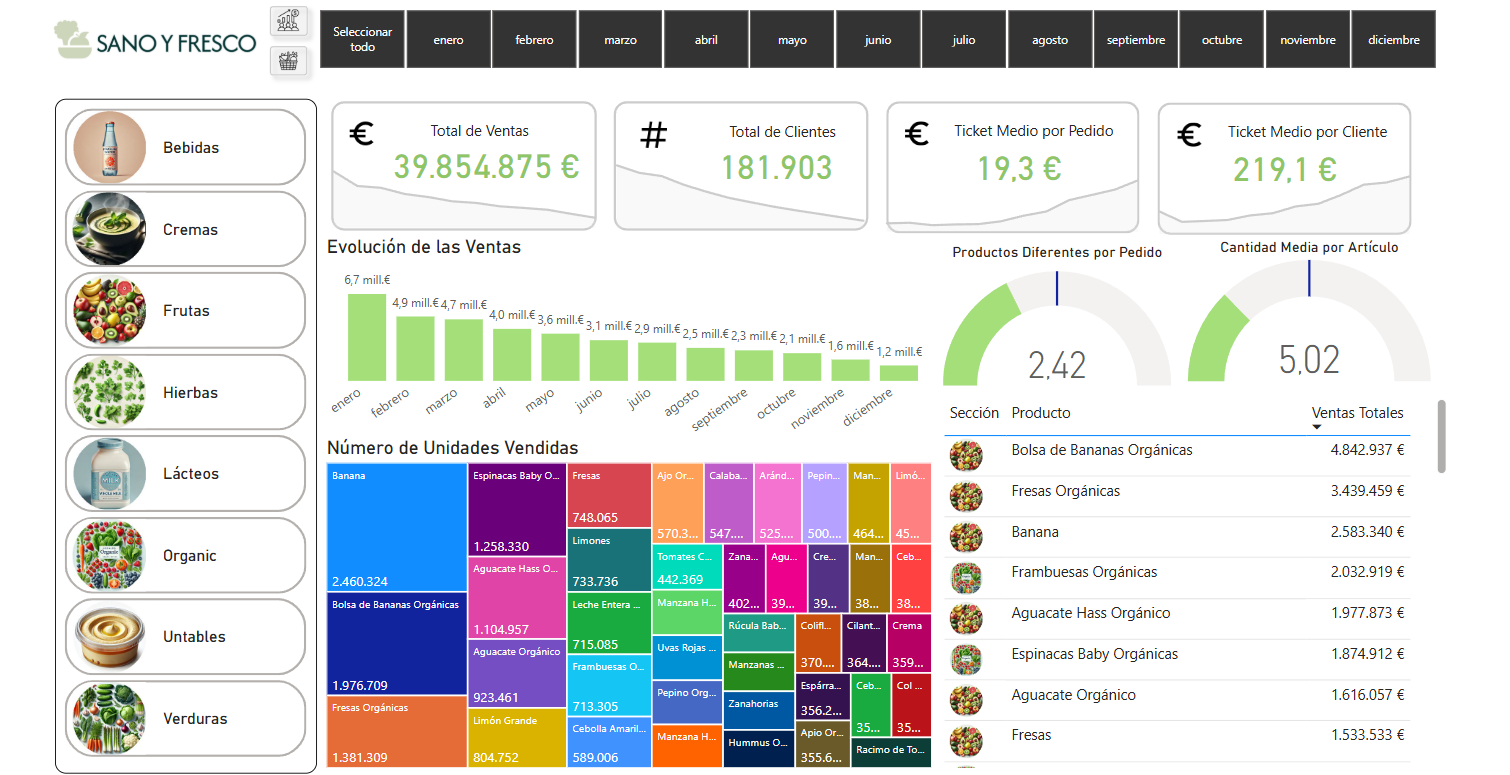 SANO Y FRESCO
Seleccionar
todo
enero
febrero
marzo
abril
mayo
junio
julio
agosto
septiembre
octubre
noviembre
diciembre
Bebidas
Cremas
Frutas
Hierbas
Lácteos
Organic
Untables
Verduras
€
Total de Ventas
39.854.875 €
#
Total de Clientes
181.903
€
Ticket Medio por Pedido
19,3 €
€
Ticket Medio por Cliente
219,1 €
Evolución de las Ventas
6,7 mill.€
4,9 mill.€
4,7 mill.€
4,0 mill.€
3,6 mill.€
3,1 mill.€
2,9 mill.€
2,5 mill.€
2,3 mill.€
2,1 mill.€
1,6 mill.€
1,2 mill.€
enero
febrero
marzo
abril
mayo
junio
julio
agosto
septiembre
octubre
noviembre
diciembre
Productos Diferentes por Pedido
2,42
Cantidad Media por Artículo
5,02
Número de Unidades Vendidas
Banana
2.460.324
Bolsa de Bananas Orgánicas
1.976.709
Fresas Orgánicas
1.381.309
Espinacas Baby O...
1.258.330
Aguacate Hass O...
1.104.957
Aguacate Orgánico
923.461
Limón Grande
804.752
Fresas
748.065
Limones
733.736
Leche Entera ...
715.085
Frambuesas O...
713.305
Cebolla Amaril...
589.006
Ajo Or...
570.3...
Calaba...
547....
Aránd...
525....
Pepin...
500....
Man...
464...
Limó...
45...
Tomates C...
442.369
Manzana H...
Uvas Rojas ...
Pepino Org...
Manzana H...
Zana...
402...
Agu...
39...
Cre...
39...
Man...
38...
Ceb...
38...
Rúcula Bab...
Manzanas ...
Zanahorias
Hummus O...
Colifl...
370....
Cilant...
364....
Crema
359...
Espárra...
356.2...
Apio Or...
355.6...
Ceb...
35...
Col ...
35...
Racimo de To...
Sección Producto Ventas Totales
Bolsa de Bananas Orgánicas 4.842.937 €
Fresas Orgánicas 3.439.459 €
Banana 2.583.340 €
Frambuesas Orgánicas 2.032.919 €
Aguacate Hass Orgánico 1.977.873 €
Espinacas Baby Orgánicas 1.874.912 €
Aguacate Orgánico 1.616.057 €
Fresas 1.533.533 €